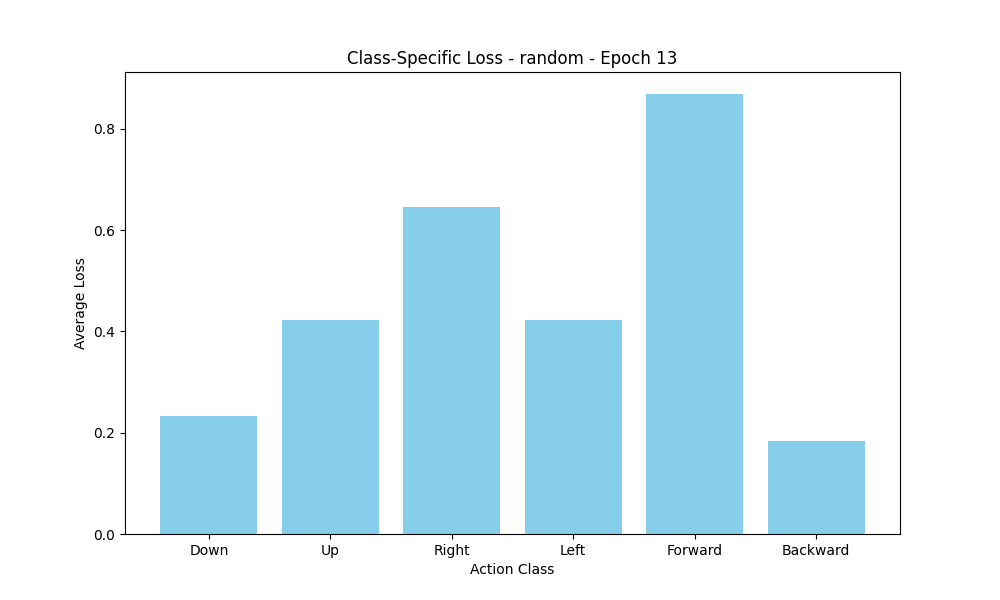 Class-Specific Loss - random - Epoch 13
Average Loss
0.8
0.6
0.4
0.2
0.0
Down Up Right Left Forward Backward
Action Class